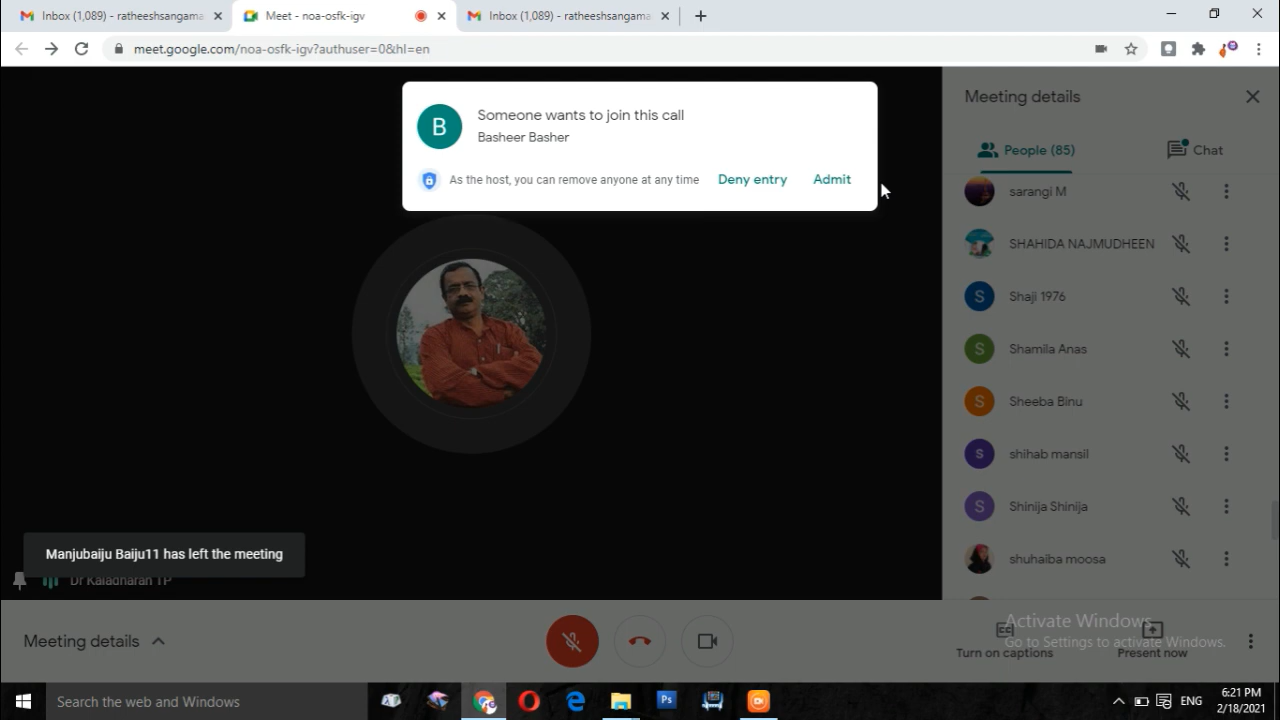 Inbox (1,089) - ratheeshsangama
Meet - noa-osfk-igv
Inbox (1,089) - ratheeshsangama
meet.google.com/noa-osfk-igv?authuser=0&hl=en
Someone wants to join this call
B
Basheer Basher
As the host, you can remove anyone at any time
Deny entry
Admit
Meeting details
People (85)
Chat
sarangi M
SHAHIDA NAJMUDHEEN
S
Shaji 1976
S
Shamila Anas
S
Sheeba Binu
s
shihab mansil
S
Shinija Shinija
shuhaiba moosa
Manjubaiju Baiju11 has left the meeting
Dr Kaladharan TP
Meeting details
CC
Turn on captions
Present now
Activate Windows
Go to Settings to activate Windows.
Search the web and Windows
Ps
ENG
6:21 PM
2/18/2021